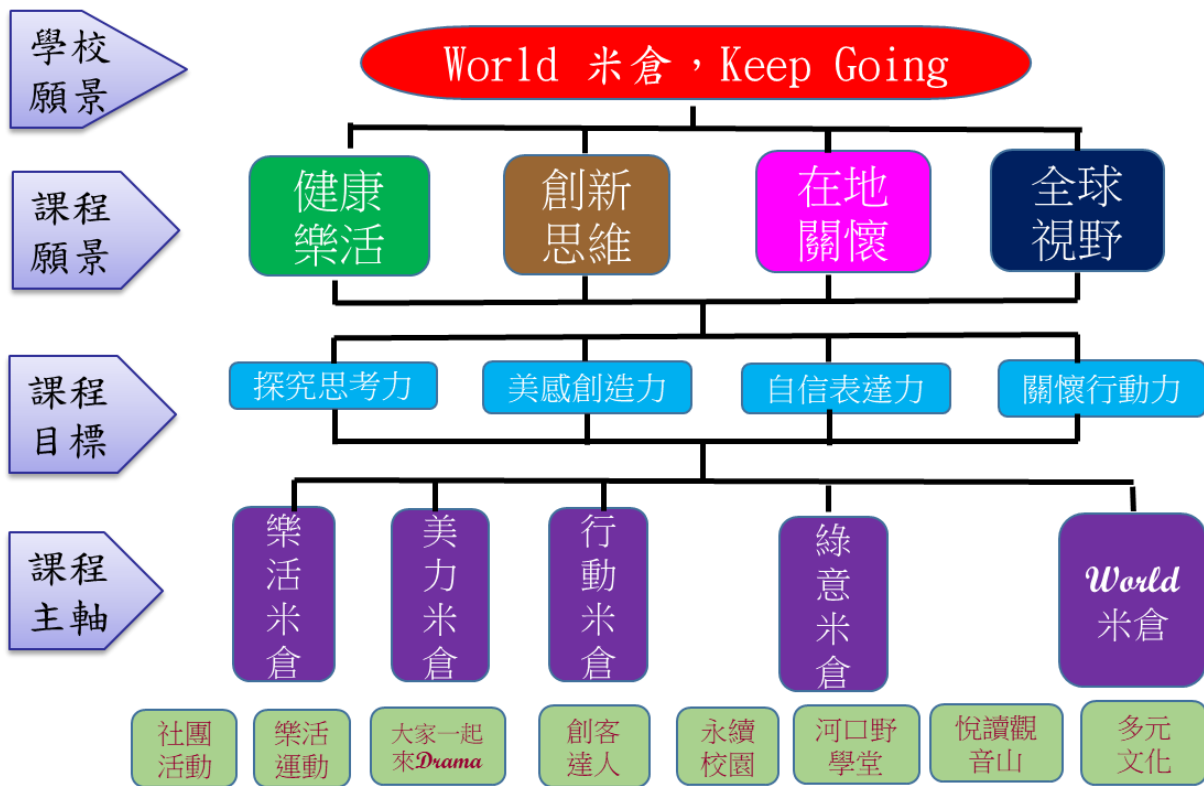 學校
願景
World 米倉，Keep Going
課程
願景
健康
樂活
創新
思維
在地
關懷
全球
視野
課程
目標
探究思考力
美感創造力
自信表達力
關懷行動力
課程
主軸
樂活米倉
美力米倉
行動米倉
綠意米倉
World
米倉
社團
活動
樂活
運動
大家一起
來Drama
創客
達人
永續
校園
河口野
學堂
悅讀觀
音山
多元
文化